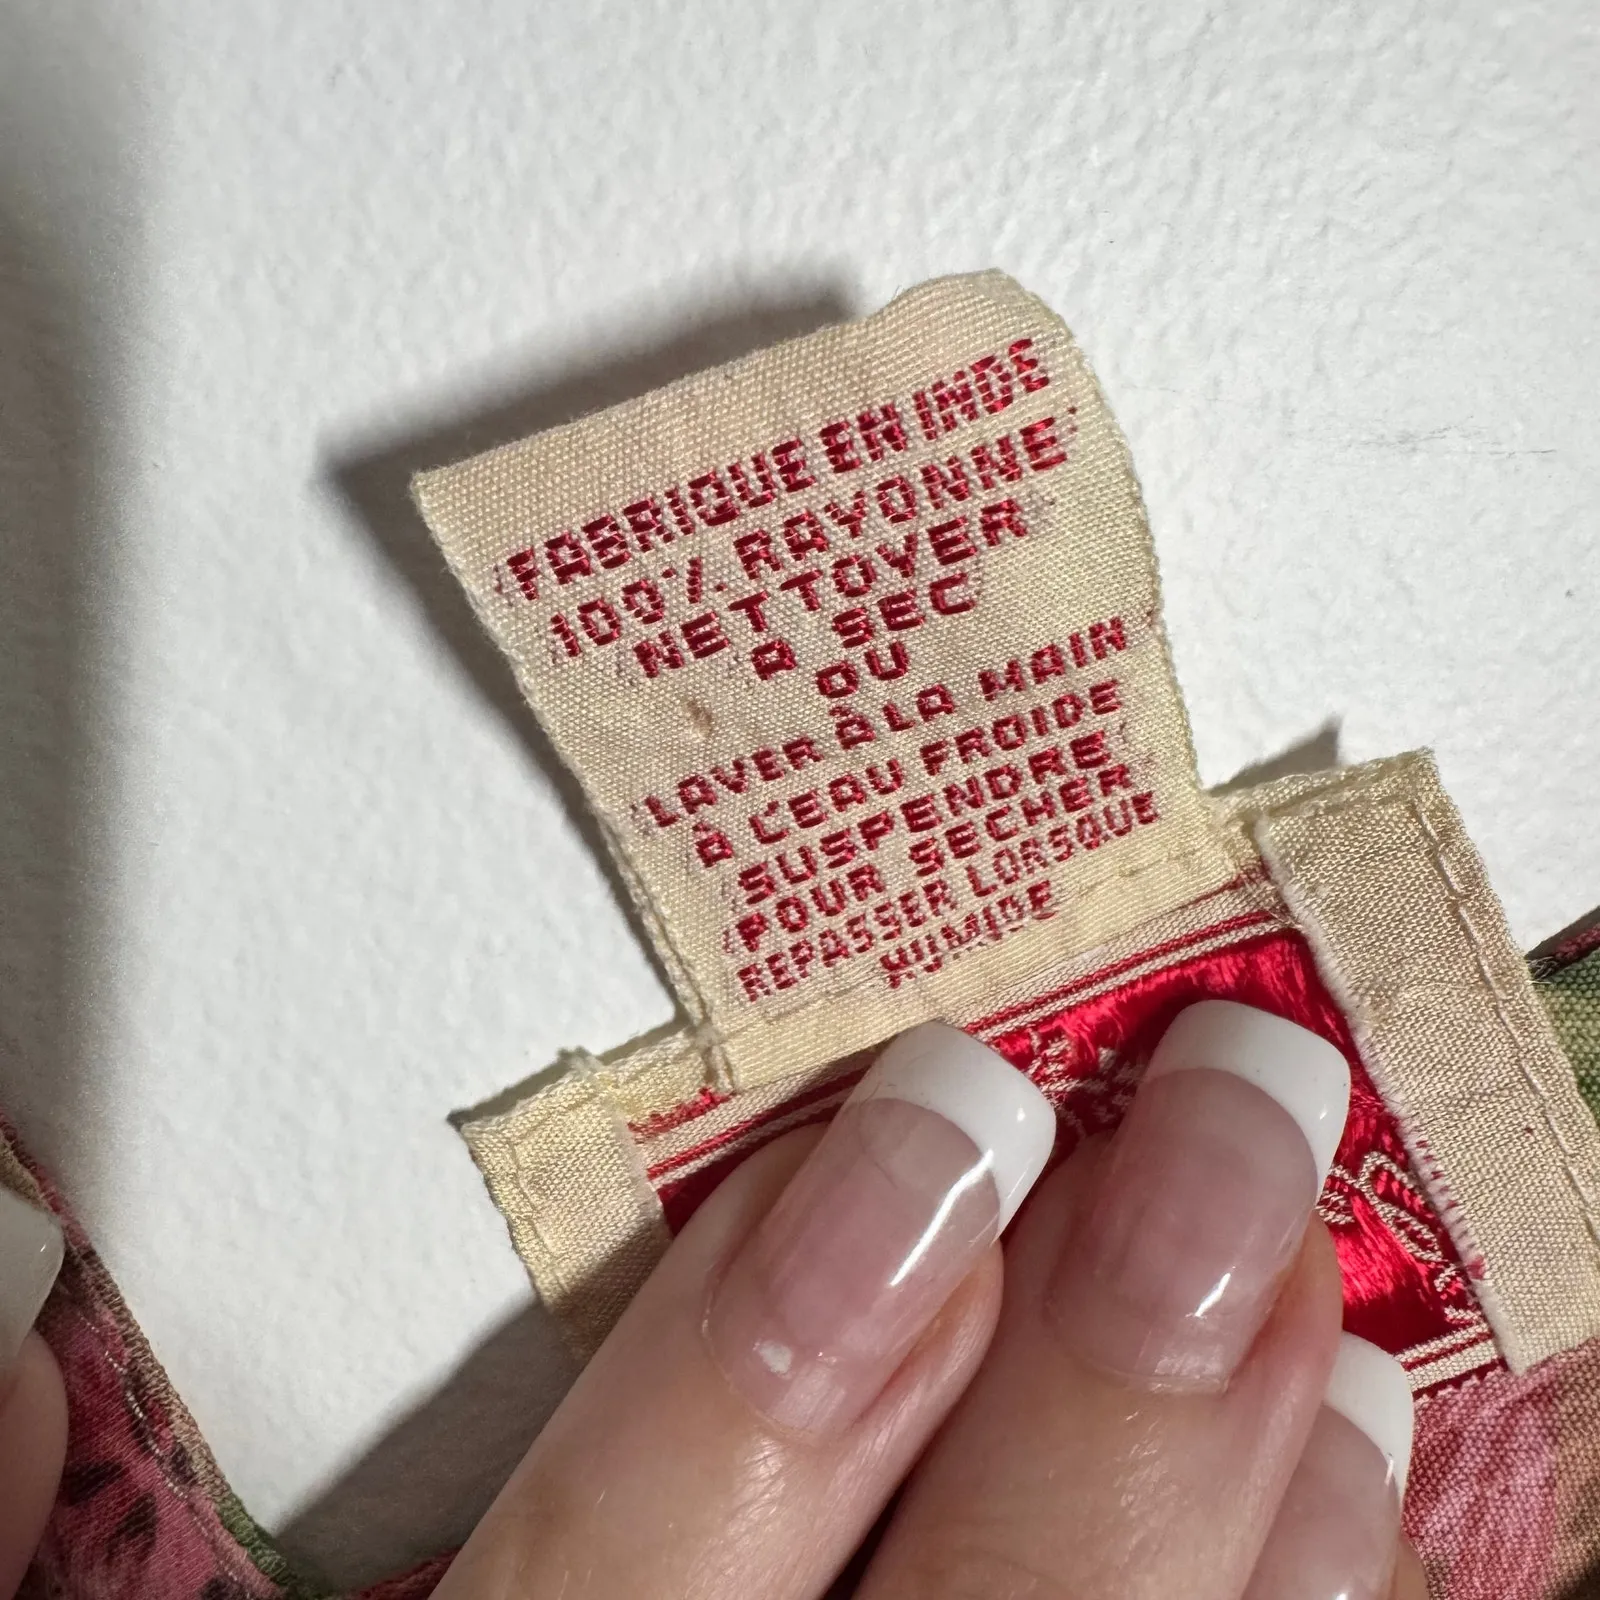 FABRIQUE EN INDE
100% RAYONNE
NETTOYER
A SEC
OU
LAVER À LA MAIN
À L'EAU FROIDE
SUSPENDRE
POUR SECHER
REPASSER LORSQUE
HUMIDE